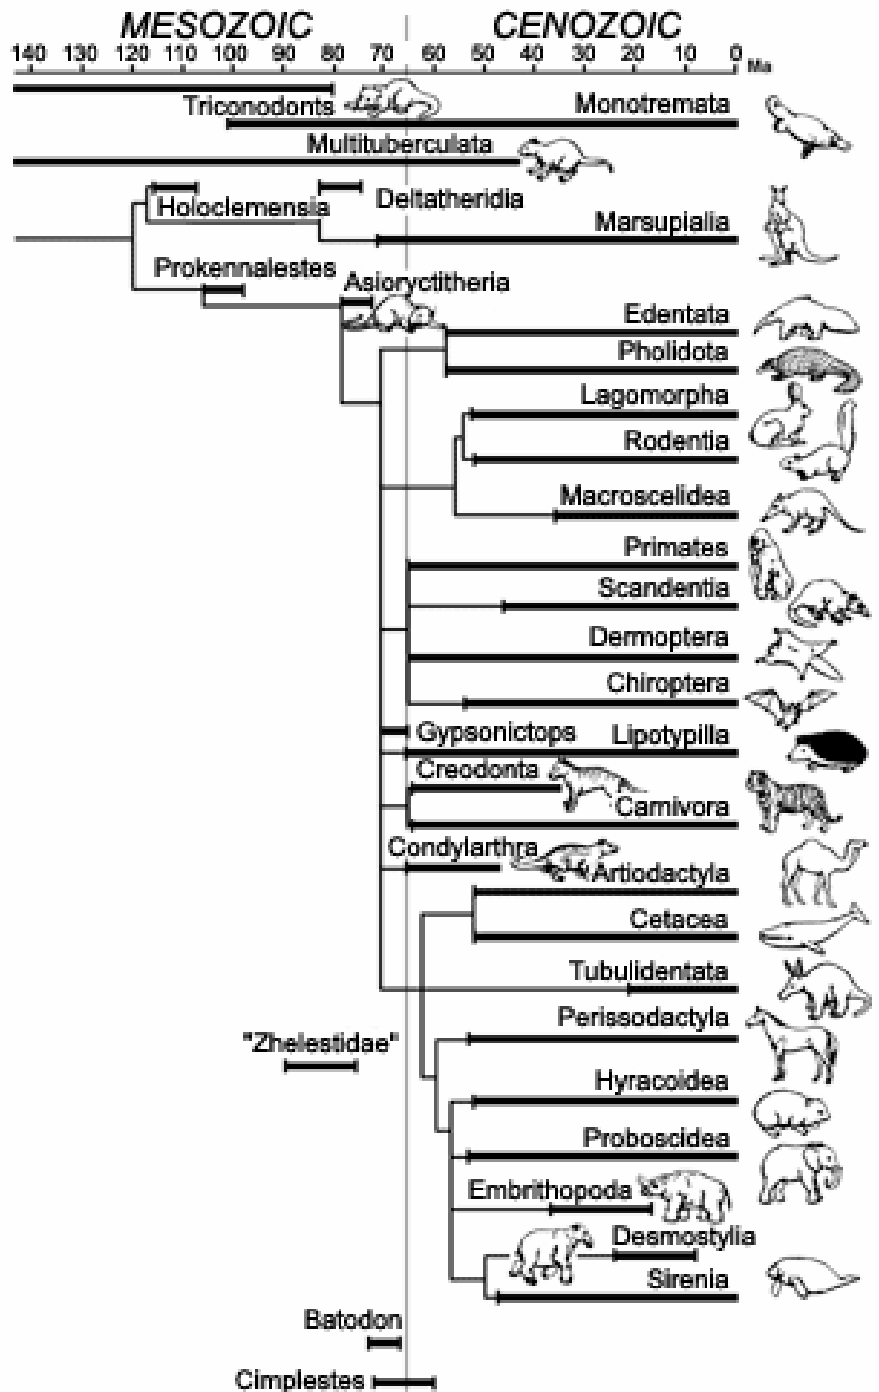 MESOZOIC CENOZOIC
140 130 120 110 100 90 80 70 60 50 40 30 20 10 0 Ma
Triconodonts Monotremata
Multituberculata
Holoclemensia Deltatheridia
Marsupialia
Prokennalestes
Asioryctitheria
Edentata
Pholidota
Lagomorpha
Rodentia
Macroscelidea
Primates
Scandentia
Dermoptera
Chiroptera
Gypsonictops Lipotypilla
Creodonta
Carnivora
Condylarthra
Artiodactyla
Cetacea
Tubulidentata
Perissodactyla
"Zhelestidae"
Hyracoidea
Proboscidea
Embrithopoda
Desmostylia
Sirenia
Batodon
Cimplestes